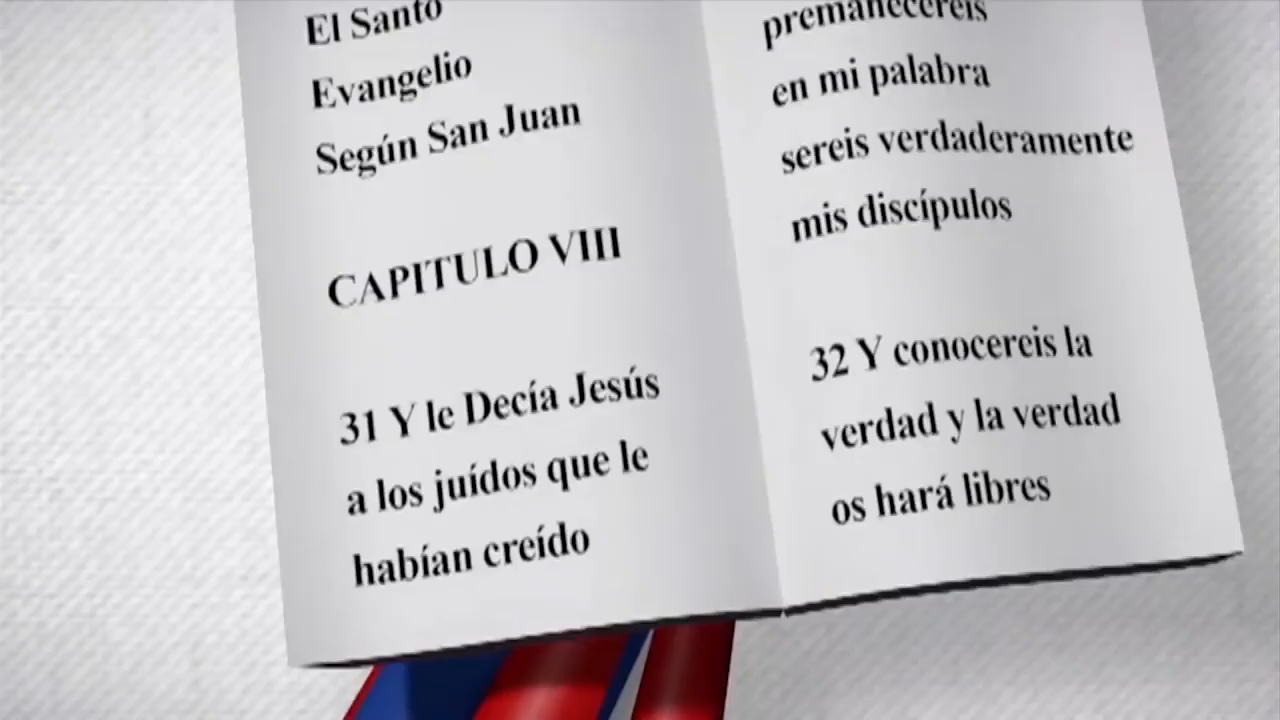 El Santo
Evangelio
Según San Juan
CAPITULO VIII
31 Y le Decía Jesús
a los juídos que le
habían creído
premanecereis
en mi palabra
sereis verdaderamente
mis discípulos
32 Y conocereis la
verdad y la verdad
os hará libres